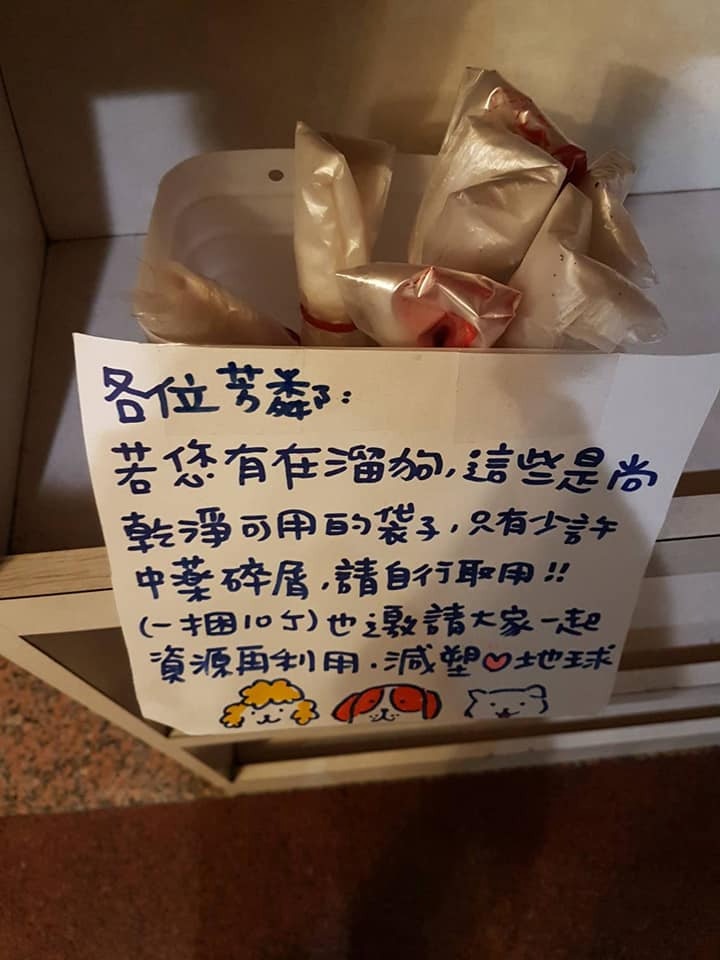 各位芳鄰:
若您有在溜狗,這些是尚
乾淨可用的袋子,只有少許
中藥碎屑,請自行取用!!
(一捆10个)也邀請大家一起
資源再利用.減塑♡地球